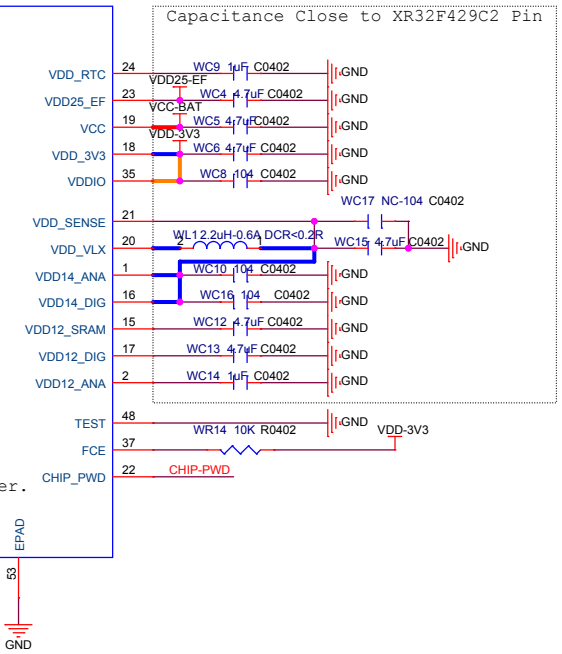 Capacitance Close to XR32F429C2 Pin
VDD_RTC 24 WC9 1uF C0402 GND
VDD25-EF
VDD25_EF 23 WC4 4.7uF C0402 GND
VCC-BAT
VCC 19 WC5 4.7uF C0402 GND
VDD-3V3
VDD_3V3 18 WC6 4.7uF C0402 GND
VDDIO 35 WC8 104 C0402 GND
WC17 NC-104 C0402
VDD_SENSE 21
VDD_VLX 20 2 WL1 2.2uH-0.6A DCR<0.2R 1 WC15 4.7uF C0402 GND
VDD14_ANA 1 WC10 104 C0402 GND
VDD14_DIG 16 WC16 104 C0402 GND
VDD12_SRAM 15 WC12 4.7uF C0402 GND
VDD12_DIG 17 WC13 4.7uF C0402 GND
VDD12_ANA 2 WC14 1uF C0402 GND
TEST 48 GND
WR14 10K R0402 VDD-3V3
FCE 37
CHIP_PWD 22 CHIP-PWD
er.
EPAD
53
GND